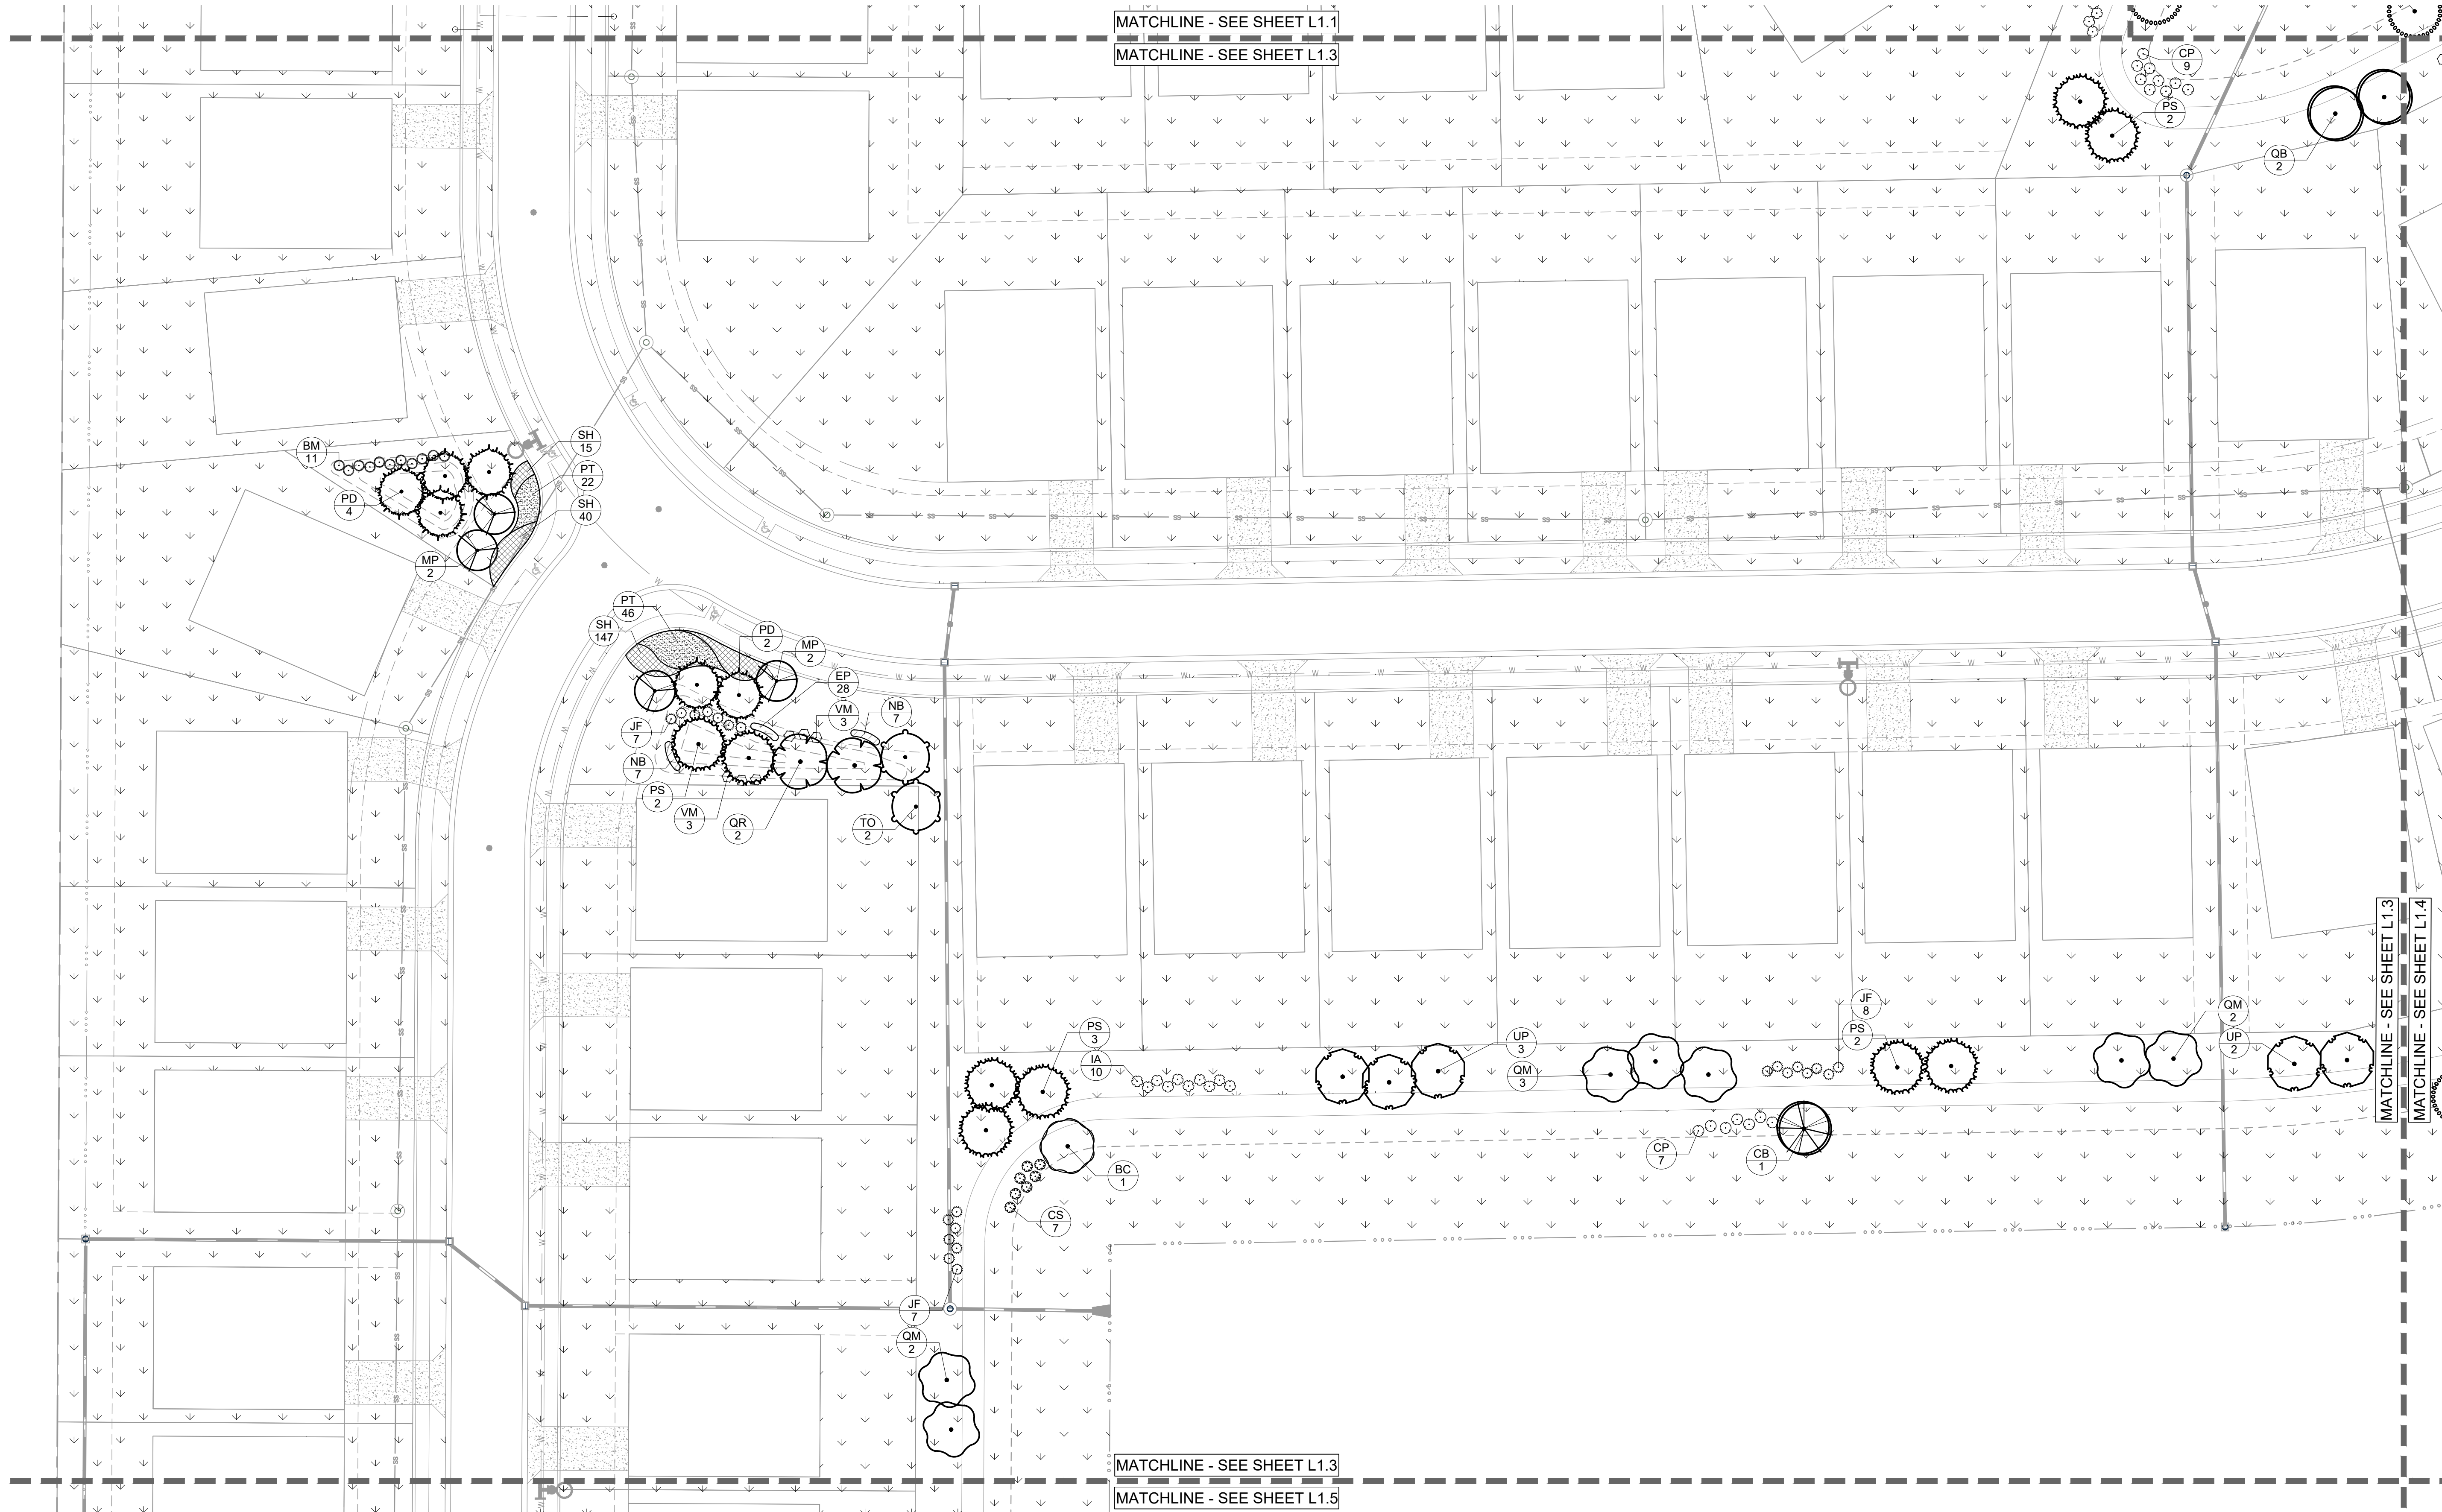 MATCHLINE - SEE SHEET L1.1
MATCHLINE - SEE SHEET L1.3
CP
9
PS
2
QB
2
BM
11
SH
15
PT
22
PD
4
SH
40
MP
2
PT
46
SH
147
PD
2
MP
2
EP
28
VM
3
NB
7
JF
7
NB
7
PS
2
VM
3
QR
2
TO
2
MATCHLINE - SEE SHEET L1.3
MATCHLINE - SEE SHEET L1.4
JF
8
QM
2
PS
3
PS
2
UP
3
UP
2
IA
10
QM
3
CP
7
CB
1
BC
1
CS
7
JF
7
QM
2
MATCHLINE - SEE SHEET L1.3
MATCHLINE - SEE SHEET L1.5